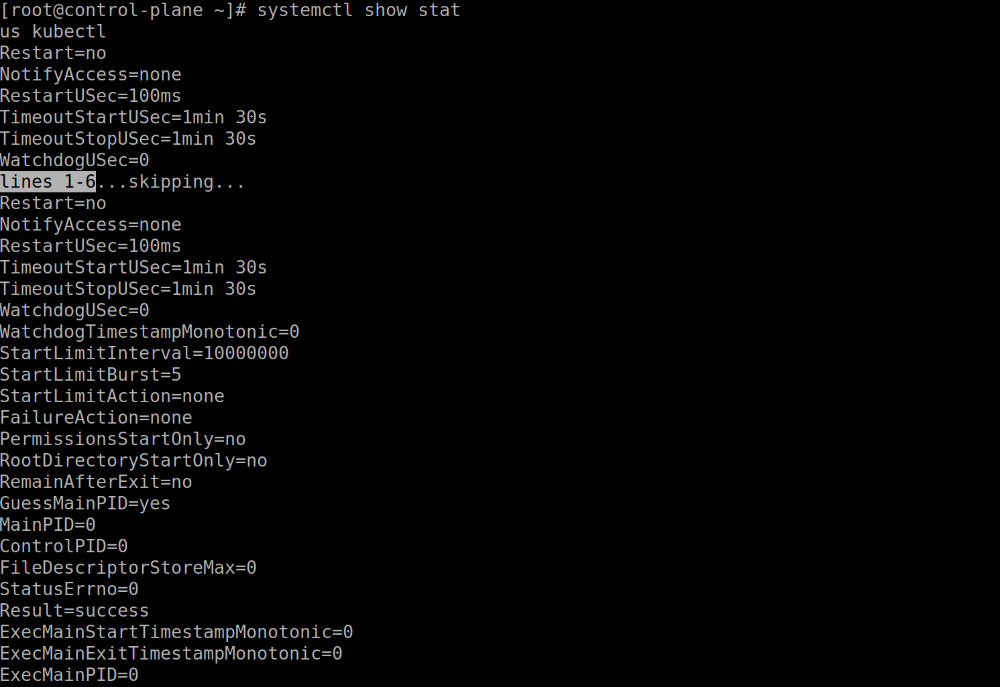 [root@control-plane ~]# systemctl show stat
us kubectl
Restart=no
NotifyAccess=none
RestartUSec=100ms
TimeoutStartUSec=1min 30s
TimeoutStopUSec=1min 30s
WatchdogUSec=0
lines 1-6...skipping...
Restart=no
NotifyAccess=none
RestartUSec=100ms
TimeoutStartUSec=1min 30s
TimeoutStopUSec=1min 30s
WatchdogUSec=0
WatchdogTimestampMonotonic=0
StartLimitInterval=10000000
StartLimitBurst=5
StartLimitAction=none
FailureAction=none
PermissionsStartOnly=no
RootDirectoryStartOnly=no
RemainAfterExit=no
GuessMainPID=yes
MainPID=0
ControlPID=0
FileDescriptorStoreMax=0
StatusErrno=0
Result=success
ExecMainStartTimestampMonotonic=0
ExecMainExitTimestampMonotonic=0
ExecMainPID=0